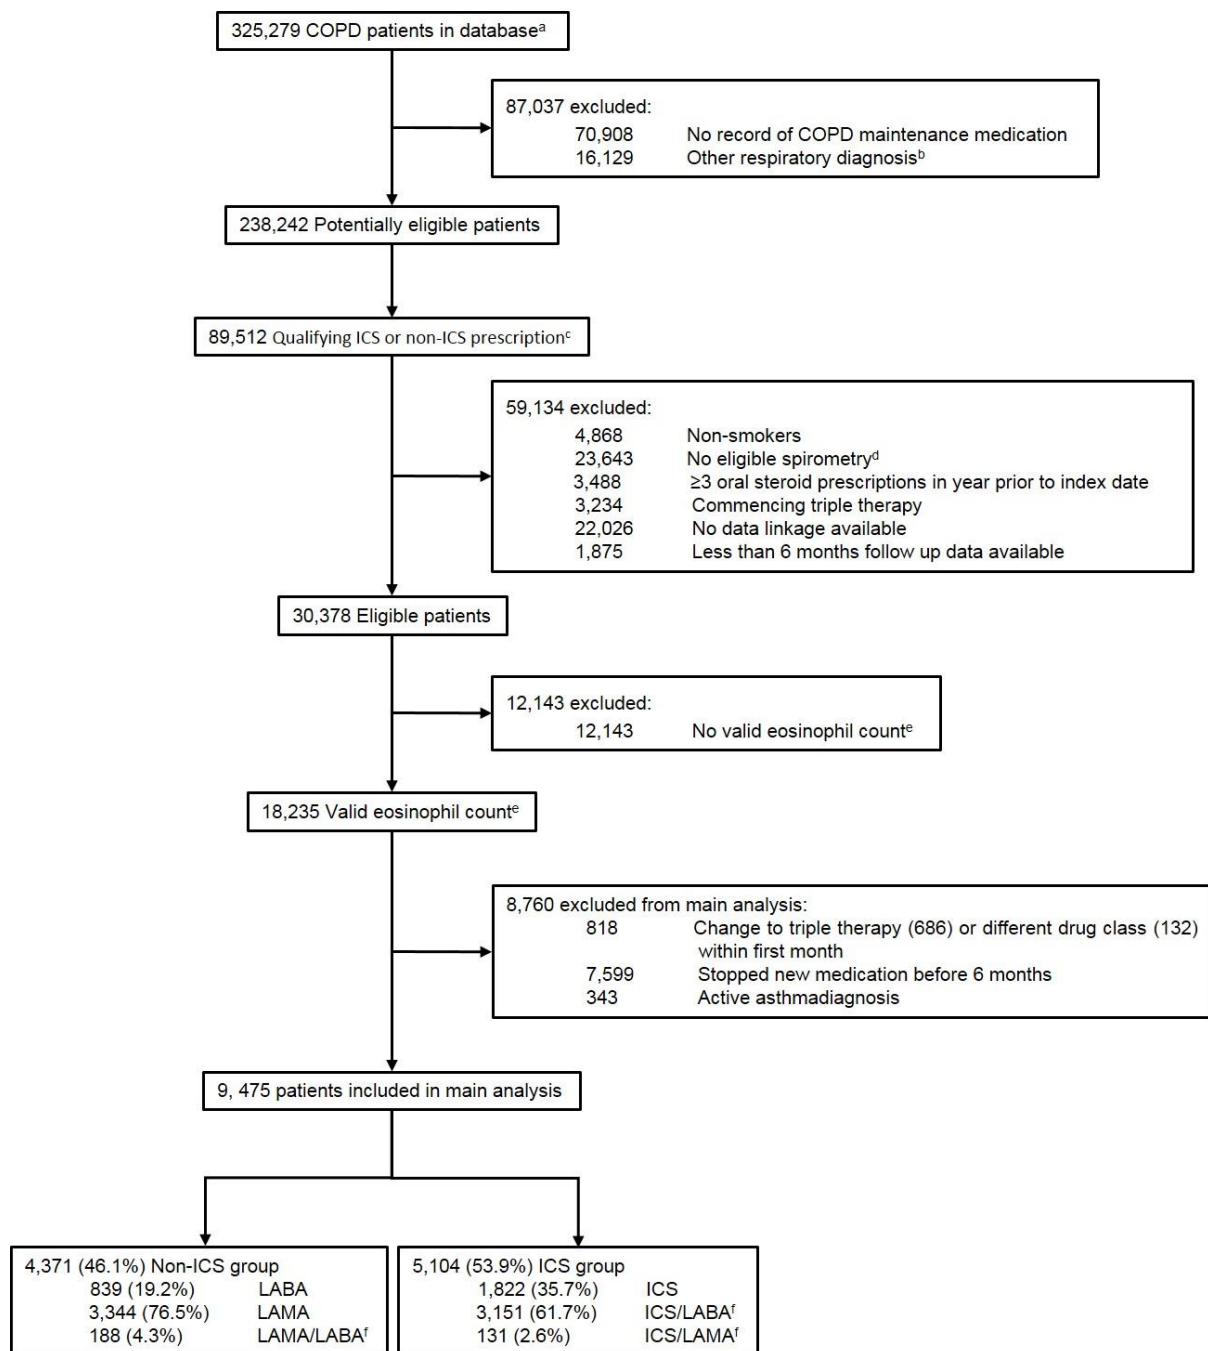 325,279 COPD patients in databaseᵃ
87,037 excluded:
70,908 No record of COPD maintenance medication
16,129 Other respiratory diagnosisᵇ
238,242 Potentially eligible patients
89,512 Qualifying ICS or non-ICS prescriptionᶜ
59,134 excluded:
4,868 Non-smokers
23,643 No eligible spirometryᵈ
3,488 ≥3 oral steroid prescriptions in year prior to index date
3,234 Commencing triple therapy
22,026 No data linkage available
1,875 Less than 6 months follow up data available
30,378 Eligible patients
12,143 excluded:
12,143 No valid eosinophil countᵉ
18,235 Valid eosinophil countᵉ
8,760 excluded from main analysis:
818 Change to triple therapy (686) or different drug class (132)
within first month
7,599 Stopped new medication before 6 months
343 Active asthmadiagnosis
9, 475 patients included in main analysis
4,371 (46.1%) Non-ICS group
839 (19.2%) LABA
3,344 (76.5%) LAMA
188 (4.3%) LAMA/LABAᶠ
5,104 (53.9%) ICS group
1,822 (35.7%) ICS
3,151 (61.7%) ICS/LABAᶠ
131 (2.6%) ICS/LAMAᶠ